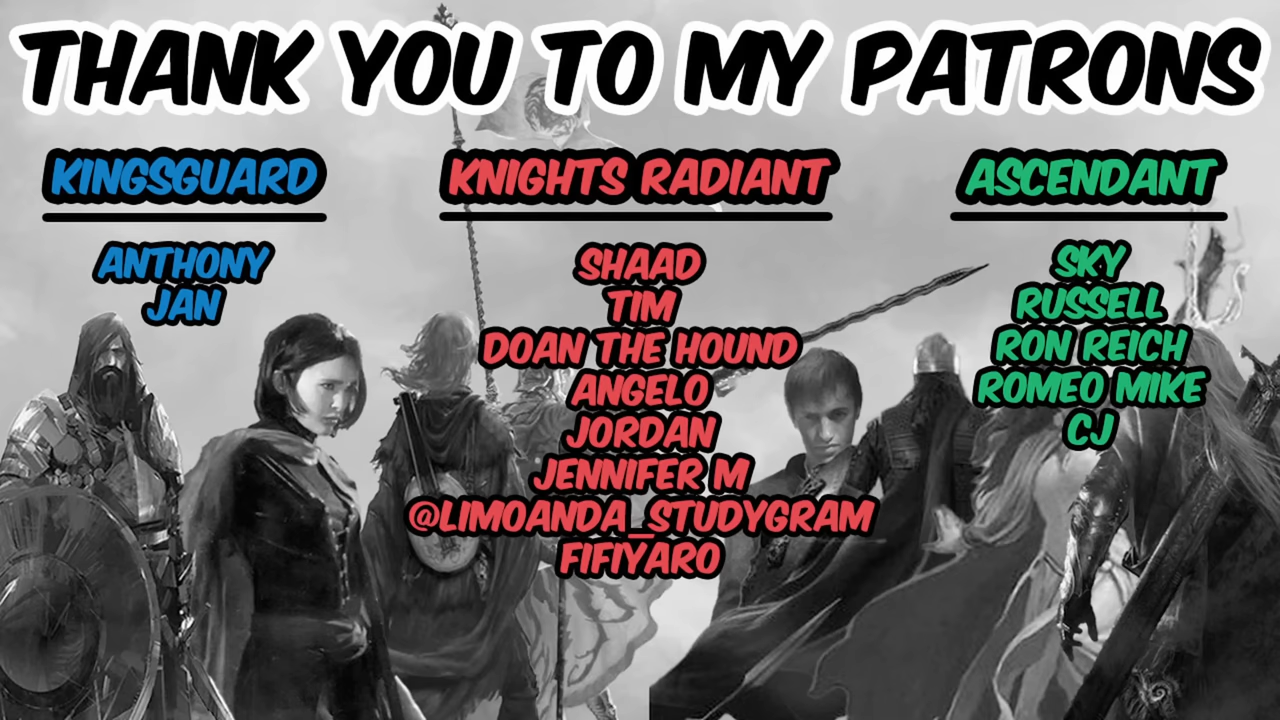 THANK YOU TO MY PATRONS
KINGSGUARD
ANTHONY
JAN
KNIGHTS RADIANT
SHAAD
TIM
DOAN THE HOUND
ANGELO
JORDAN
JENNIFER M
@LIMOANDA_STUDYGRAM
FIFIYARO
ASCENDANT
SKY
RUSSELL
RON REICH
ROMEO MIKE
CJ